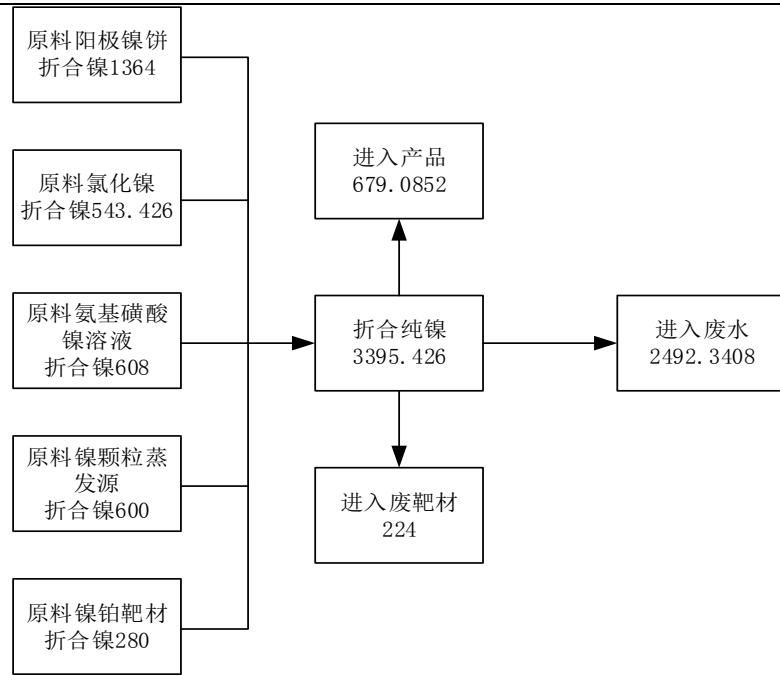 原料阳极镍饼
折合镍1364
原料氯化镍
折合镍543.426
原料氨基磺酸
镍溶液
折合镍608
原料镍颗粒蒸
发源
折合镍600
原料镍铂靶材
折合镍280
进入产品
679.0852
折合纯镍
3395.426
进入废靶材
224
进入废水
2492.3408